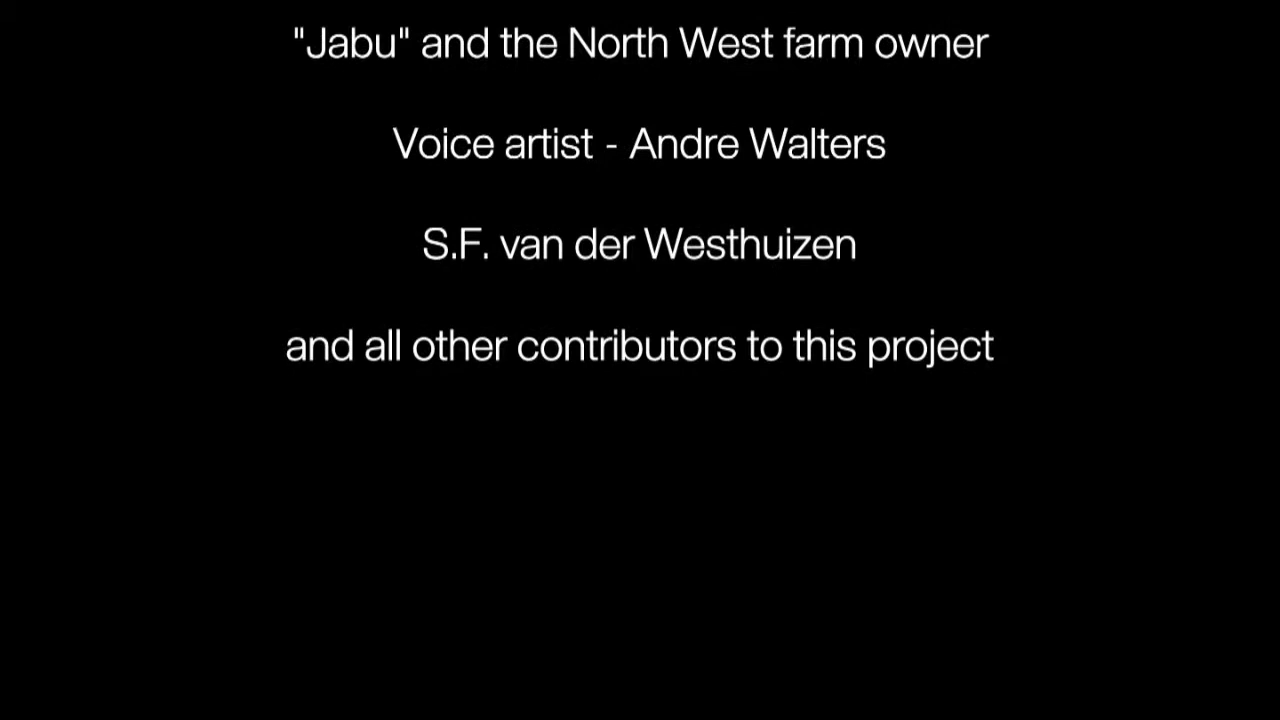 "Jabu" and the North West farm owner
Voice artist - Andre Walters
S.F. van der Westhuizen
and all other contributors to this project